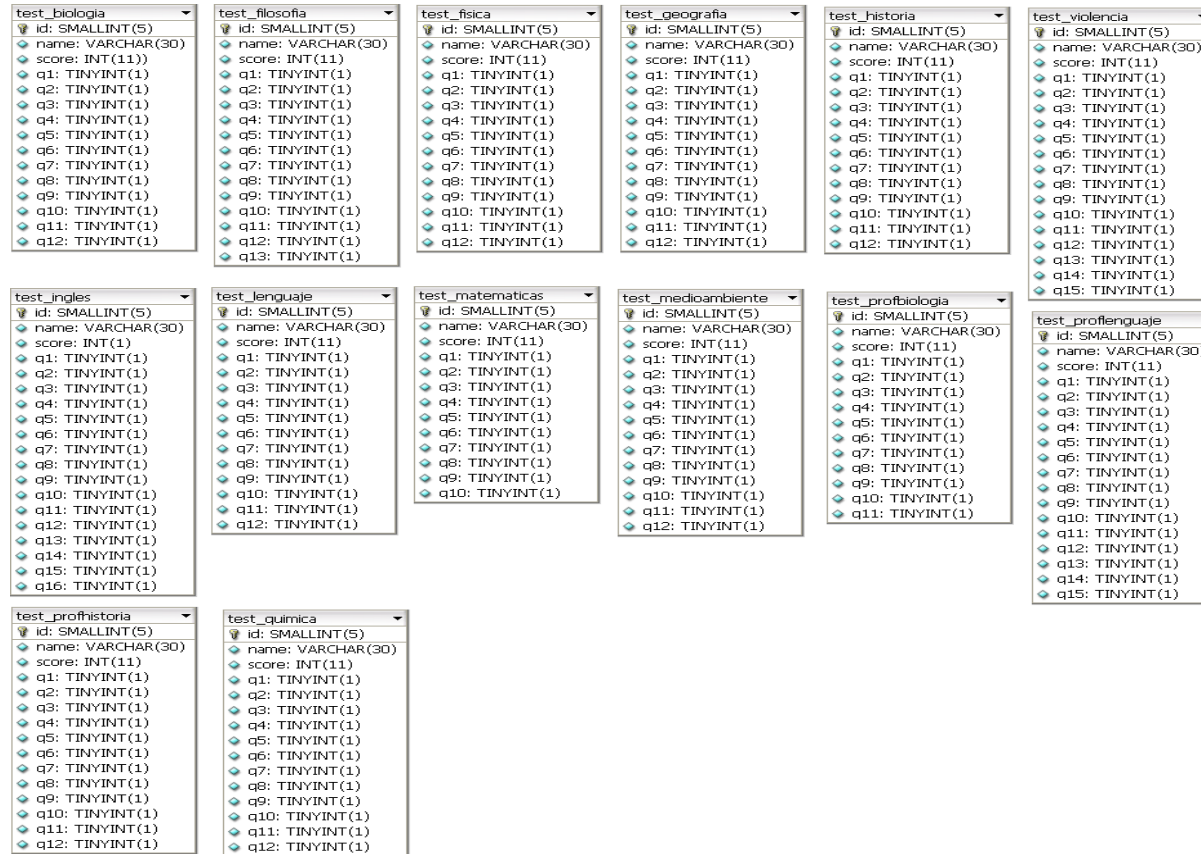 test_biologia
id: SMALLINT(5)
name: VARCHAR(30)
score: INT(11))
q1: TINYINT(1)
q2: TINYINT(1)
q3: TINYINT(1)
q4: TINYINT(1)
q5: TINYINT(1)
q6: TINYINT(1)
q7: TINYINT(1)
q8: TINYINT(1)
q9: TINYINT(1)
q10: TINYINT(1)
q11: TINYINT(1)
q12: TINYINT(1)
test_filosofia
id: SMALLINT(5)
name: VARCHAR(30)
score: INT(11)
q1: TINYINT(1)
q2: TINYINT(1)
q3: TINYINT(1)
q4: TINYINT(1)
q5: TINYINT(1)
q6: TINYINT(1)
q7: TINYINT(1)
q8: TINYINT(1)
q9: TINYINT(1)
q10: TINYINT(1)
q11: TINYINT(1)
q12: TINYINT(1)
q13: TINYINT(1)
test_fisica
id: SMALLINT(5)
name: VARCHAR(30)
score: INT(11)
q1: TINYINT(1)
q2: TINYINT(1)
q3: TINYINT(1)
q4: TINYINT(1)
q5: TINYINT(1)
q6: TINYINT(1)
q7: TINYINT(1)
q8: TINYINT(1)
q9: TINYINT(1)
q10: TINYINT(1)
q11: TINYINT(1)
q12: TINYINT(1)
test_geografia
id: SMALLINT(5)
name: VARCHAR(30)
score: INT(11)
q1: TINYINT(1)
q2: TINYINT(1)
q3: TINYINT(1)
q4: TINYINT(1)
q5: TINYINT(1)
q6: TINYINT(1)
q7: TINYINT(1)
q8: TINYINT(1)
q9: TINYINT(1)
q10: TINYINT(1)
q11: TINYINT(1)
q12: TINYINT(1)
test_historia
id: SMALLINT(5)
name: VARCHAR(30)
score: INT(11)
q1: TINYINT(1)
q2: TINYINT(1)
q3: TINYINT(1)
q4: TINYINT(1)
q5: TINYINT(1)
q6: TINYINT(1)
q7: TINYINT(1)
q8: TINYINT(1)
q9: TINYINT(1)
q10: TINYINT(1)
q11: TINYINT(1)
q12: TINYINT(1)
test_violencia
id: SMALLINT(5)
name: VARCHAR(30)
score: INT(11)
q1: TINYINT(1)
q2: TINYINT(1)
q3: TINYINT(1)
q4: TINYINT(1)
q5: TINYINT(1)
q6: TINYINT(1)
q7: TINYINT(1)
q8: TINYINT(1)
q9: TINYINT(1)
q10: TINYINT(1)
q11: TINYINT(1)
q12: TINYINT(1)
q13: TINYINT(1)
q14: TINYINT(1)
q15: TINYINT(1)
test_ingles
id: SMALLINT(5)
name: VARCHAR(30)
score: INT(1)
q1: TINYINT(1)
q2: TINYINT(1)
q3: TINYINT(1)
q4: TINYINT(1)
q5: TINYINT(1)
q6: TINYINT(1)
q7: TINYINT(1)
q8: TINYINT(1)
q9: TINYINT(1)
q10: TINYINT(1)
q11: TINYINT(1)
q12: TINYINT(1)
q13: TINYINT(1)
q14: TINYINT(1)
q15: TINYINT(1)
q16: TINYINT(1)
test_lenguaje
id: SMALLINT(5)
name: VARCHAR(30)
score: INT(11)
q1: TINYINT(1)
q2: TINYINT(1)
q3: TINYINT(1)
q4: TINYINT(1)
q5: TINYINT(1)
q6: TINYINT(1)
q7: TINYINT(1)
q8: TINYINT(1)
q9: TINYINT(1)
q10: TINYINT(1)
q11: TINYINT(1)
q12: TINYINT(1)
test_matematicas
id: SMALLINT(5)
name: VARCHAR(30)
score: INT(11)
q1: TINYINT(1)
q2: TINYINT(1)
q3: TINYINT(1)
q4: TINYINT(1)
q5: TINYINT(1)
q6: TINYINT(1)
q7: TINYINT(1)
q8: TINYINT(1)
q9: TINYINT(1)
q10: TINYINT(1)
test_medioambiente
id: SMALLINT(5)
name: VARCHAR(30)
score: INT(11)
q1: TINYINT(1)
q2: TINYINT(1)
q3: TINYINT(1)
q4: TINYINT(1)
q5: TINYINT(1)
q6: TINYINT(1)
q7: TINYINT(1)
q8: TINYINT(1)
q9: TINYINT(1)
q10: TINYINT(1)
q11: TINYINT(1)
q12: TINYINT(1)
test_profbiologia
id: SMALLINT(5)
name: VARCHAR(30)
score: INT(11)
q1: TINYINT(1)
q2: TINYINT(1)
q3: TINYINT(1)
q4: TINYINT(1)
q5: TINYINT(1)
q6: TINYINT(1)
q7: TINYINT(1)
q8: TINYINT(1)
q9: TINYINT(1)
q10: TINYINT(1)
q11: TINYINT(1)
test_proflenguaje
id: SMALLINT(5)
name: VARCHAR(30
score: INT(11)
q1: TINYINT(1)
q2: TINYINT(1)
q3: TINYINT(1)
q4: TINYINT(1)
q5: TINYINT(1)
q6: TINYINT(1)
q7: TINYINT(1)
q8: TINYINT(1)
q9: TINYINT(1)
q10: TINYINT(1)
q11: TINYINT(1)
q12: TINYINT(1)
q13: TINYINT(1)
q14: TINYINT(1)
q15: TINYINT(1)
test_profhistoria
id: SMALLINT(5)
name: VARCHAR(30)
score: INT(11)
q1: TINYINT(1)
q2: TINYINT(1)
q3: TINYINT(1)
q4: TINYINT(1)
q5: TINYINT(1)
q6: TINYINT(1)
q7: TINYINT(1)
q8: TINYINT(1)
q9: TINYINT(1)
q10: TINYINT(1)
q11: TINYINT(1)
q12: TINYINT(1)
test_quimica
id: SMALLINT(5)
name: VARCHAR(30)
score: INT(11)
q1: TINYINT(1)
q2: TINYINT(1)
q3: TINYINT(1)
q4: TINYINT(1)
q5: TINYINT(1)
q6: TINYINT(1)
q7: TINYINT(1)
q8: TINYINT(1)
q9: TINYINT(1)
q10: TINYINT(1)
q11: TINYINT(1)
q12: TINYINT(1)